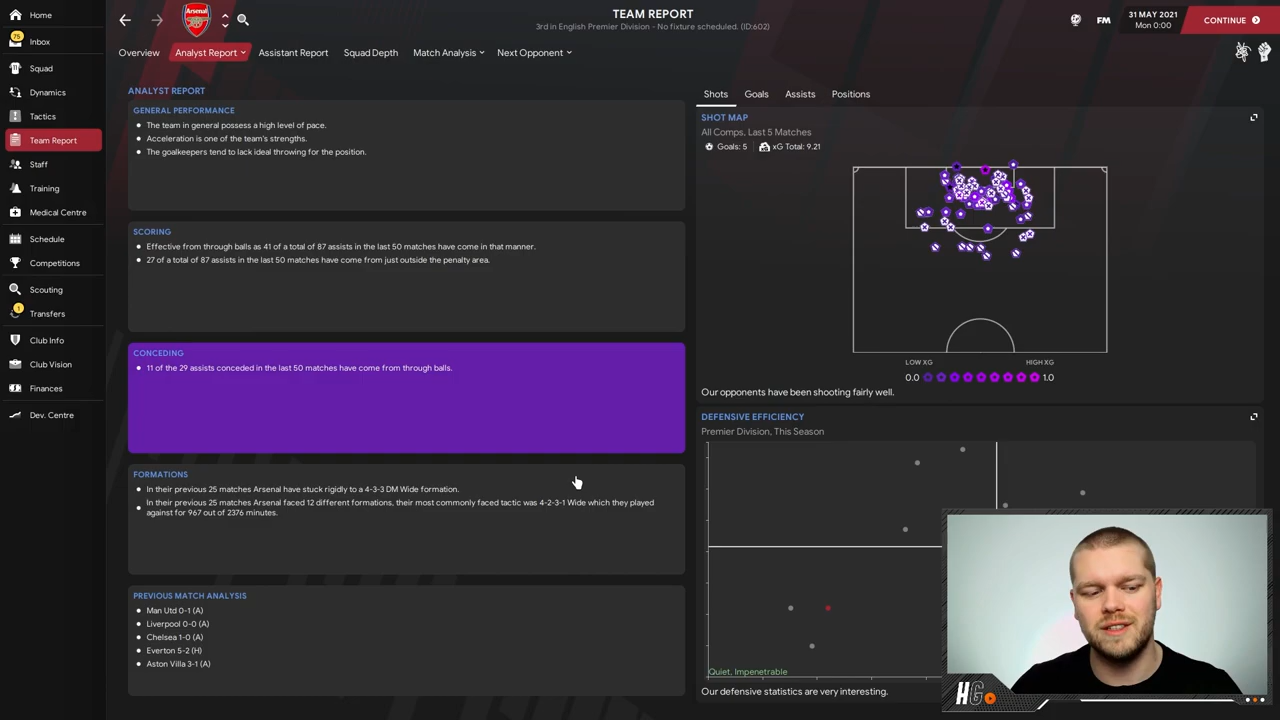 Home
TEAM REPORT
3rd in English Premier Division - No fixture scheduled. (ID:602)
FM
31 MAY 2021
Mon 0:00
CONTINUE
75
Inbox
Overview
Analyst Report
Assistant Report
Squad Depth
Match Analysis
Next Opponent
Squad
Dynamics
Tactics
Team Report
Staff
Training
Medical Centre
Schedule
Competitions
Scouting
1
Transfers
Club Info
Club Vision
Finances
Dev. Centre
ANALYST REPORT
GENERAL PERFORMANCE
The team in general possess a high level of pace.
Acceleration is one of the team's strengths.
The goalkeepers tend to lack ideal throwing for the position.
SCORING
Effective from through balls as 41 of a total of 87 assists in the last 50 matches have come in that manner.
27 of a total of 87 assists in the last 50 matches have come from just outside the penalty area.
CONCEDING
11 of the 29 assists conceded in the last 50 matches have come from through balls.
FORMATIONS
In their previous 25 matches Arsenal have stuck rigidly to a 4-3-3 DM Wide formation.
In their previous 25 matches Arsenal faced 12 different formations, their most commonly faced tactic was 4-2-3-1 Wide which they played
against for 967 out of 2376 minutes.
PREVIOUS MATCH ANALYSIS
Man Utd 0-1 (A)
Liverpool 0-0 (A)
Chelsea 1-0 (A)
Everton 5-2 (H)
Aston Villa 3-1 (A)
Shots
Goals
Assists
Positions
SHOT MAP
All Comps, Last 5 Matches
Goals: 5
xG Total: 9.21
LOW XG
HIGH XG
0.0
1.0
Our opponents have been shooting fairly well.
DEFENSIVE EFFICIENCY
Premier Division, This Season
Quiet, Impenetrable
Our defensive statistics are very interesting.
HG